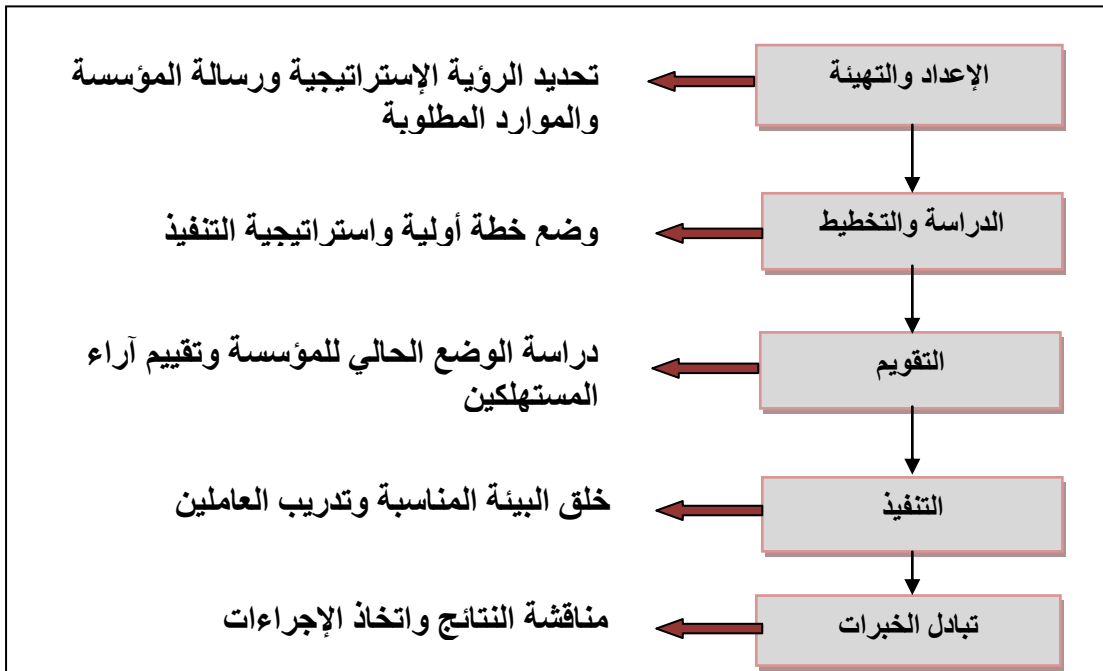 الإعداد والتهيئة
تحديد الرؤية الإستراتيجية ورسالة المؤسسة
والموارد المطلوبة
الدراسة والتخطيط
وضع خطة أولية واستراتيجية التنفيذ
التقويم
دراسة الوضع الحالي للمؤسسة وتقييم آراء
المستهلكين
التنفيذ
خلق البيئة المناسبة وتدريب العاملين
تبادل الخبرات
مناقشة النتائج واتخاذ الإجراءات